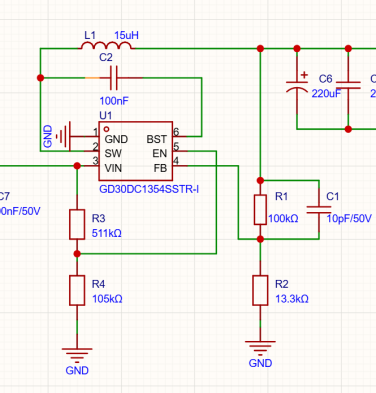 L1 15uH
C2
100nF
U1
GND
1 GND BST 6
2 SW EN 5
3 VIN FB 4
GD30DC1354SSTR-I
C6
220uF
C7
0nF/50V
R3
511kΩ
R4
105kΩ
GND
R1
100kΩ
C1
10pF/50V
R2
13.3kΩ
GND